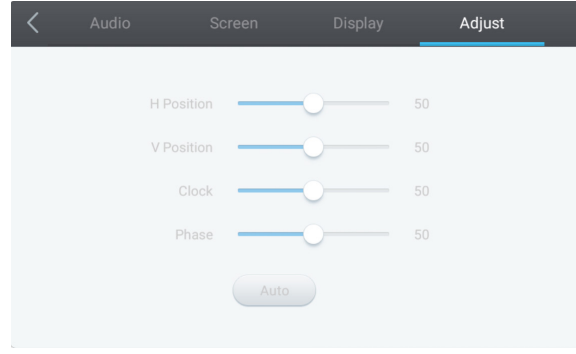 Audio Screen Display Adjust
H Position 50
V Position 50
Clock 50
Phase 50
Auto